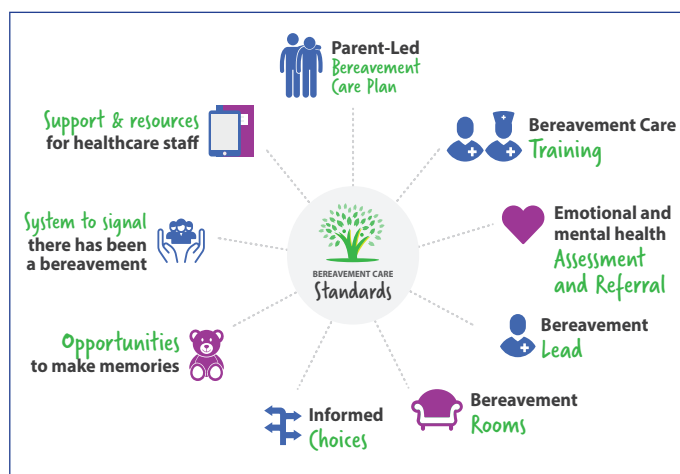 Parent-Led
Bereavement
Care Plan
Bereavement Care
Training
Emotional and
mental health
Assessment
and Referral
Bereavement
Lead
Bereavement
Rooms
Informed
Choices
Opportunities
to make memories
System to signal
there has been
a bereavement
Support & resources
for healthcare staff
BEREAVEMENT CARE
Standards